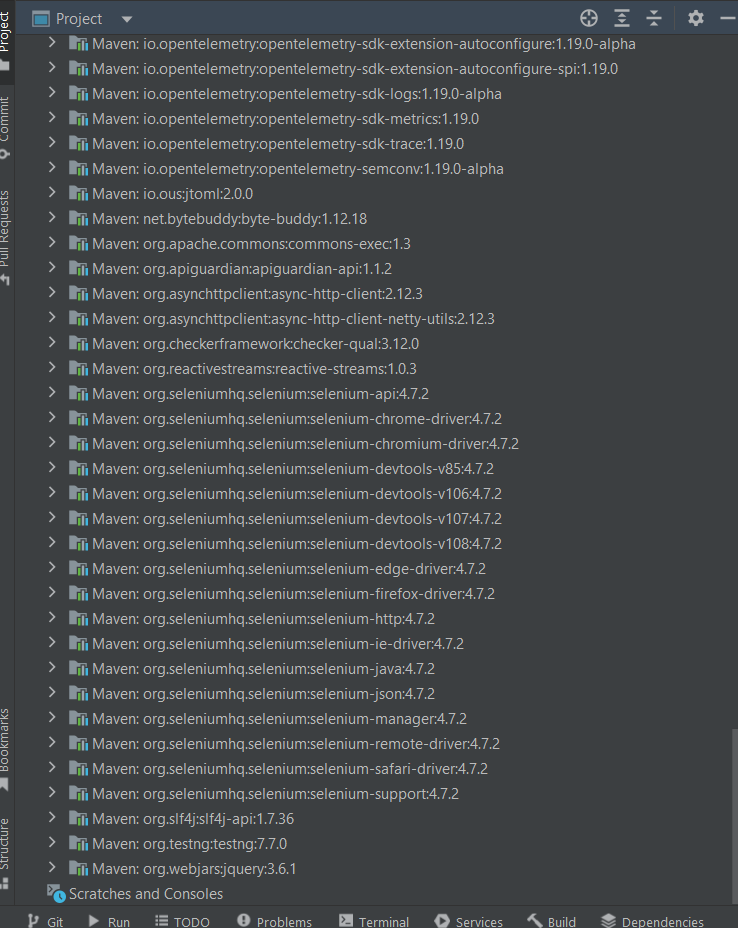 Project
Maven: io.opentelemetry:opentelemetry-sdk-extension-autoconfigure:1.19.0-alpha
Maven: io.opentelemetry:opentelemetry-sdk-extension-autoconfigure-spi:1.19.0
Maven: io.opentelemetry:opentelemetry-sdk-logs:1.19.0-alpha
Maven: io.opentelemetry:opentelemetry-sdk-metrics:1.19.0
Maven: io.opentelemetry:opentelemetry-sdk-trace:1.19.0
Maven: io.opentelemetry:opentelemetry-semconv:1.19.0-alpha
Maven: io.ous:jtoml:2.0.0
Maven: net.bytebuddy:byte-buddy:1.12.18
Maven: org.apache.commons:commons-exec:1.3
Maven: org.apiguardian:apiguardian-api:1.1.2
Maven: org.asynchttpclient:async-http-client:2.12.3
Maven: org.asynchttpclient:async-http-client-netty-utils:2.12.3
Maven: org.checkerframework:checker-qual:3.12.0
Maven: org.reactivestreams:reactive-streams:1.0.3
Maven: org.seleniumhq.selenium:selenium-api:4.7.2
Maven: org.seleniumhq.selenium:selenium-chrome-driver:4.7.2
Maven: org.seleniumhq.selenium:selenium-chromium-driver:4.7.2
Maven: org.seleniumhq.selenium:selenium-devtools-v85:4.7.2
Maven: org.seleniumhq.selenium:selenium-devtools-v106:4.7.2
Maven: org.seleniumhq.selenium:selenium-devtools-v107:4.7.2
Maven: org.seleniumhq.selenium:selenium-devtools-v108:4.7.2
Maven: org.seleniumhq.selenium:selenium-edge-driver:4.7.2
Maven: org.seleniumhq.selenium:selenium-firefox-driver:4.7.2
Maven: org.seleniumhq.selenium:selenium-http:4.7.2
Maven: org.seleniumhq.selenium:selenium-ie-driver:4.7.2
Maven: org.seleniumhq.selenium:selenium-java:4.7.2
Maven: org.seleniumhq.selenium:selenium-json:4.7.2
Maven: org.seleniumhq.selenium:selenium-manager:4.7.2
Maven: org.seleniumhq.selenium:selenium-remote-driver:4.7.2
Maven: org.seleniumhq.selenium:selenium-safari-driver:4.7.2
Maven: org.seleniumhq.selenium:selenium-support:4.7.2
Maven: org.slf4j:slf4j-api:1.7.36
Maven: org.testng:testng:7.7.0
Maven: org.webjars:jquery:3.6.1
Scratches and Consoles
Project
Commit
Pull Requests
Bookmarks
Structure
Git Run TODO Problems Terminal Services Build Dependencies